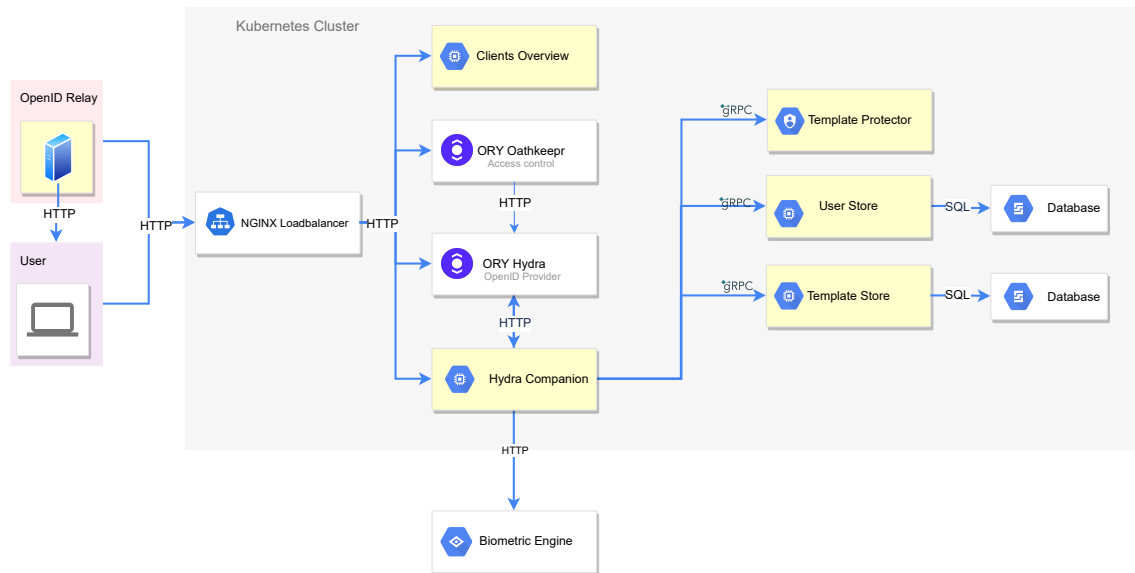 Kubernetes Cluster
Clients Overview
OpenID Relay
HTTP
User
HTTP
NGINX Loadbalancer
HTTP
ORY Oathkeepr
Access control
HTTP
ORY Hydra
OpenID Provider
HTTP
Hydra Companion
HTTP
Biometric Engine
gRPC
Template Protector
gRPC
User Store
SQL
Database
gRPC
Template Store
SQL
Database